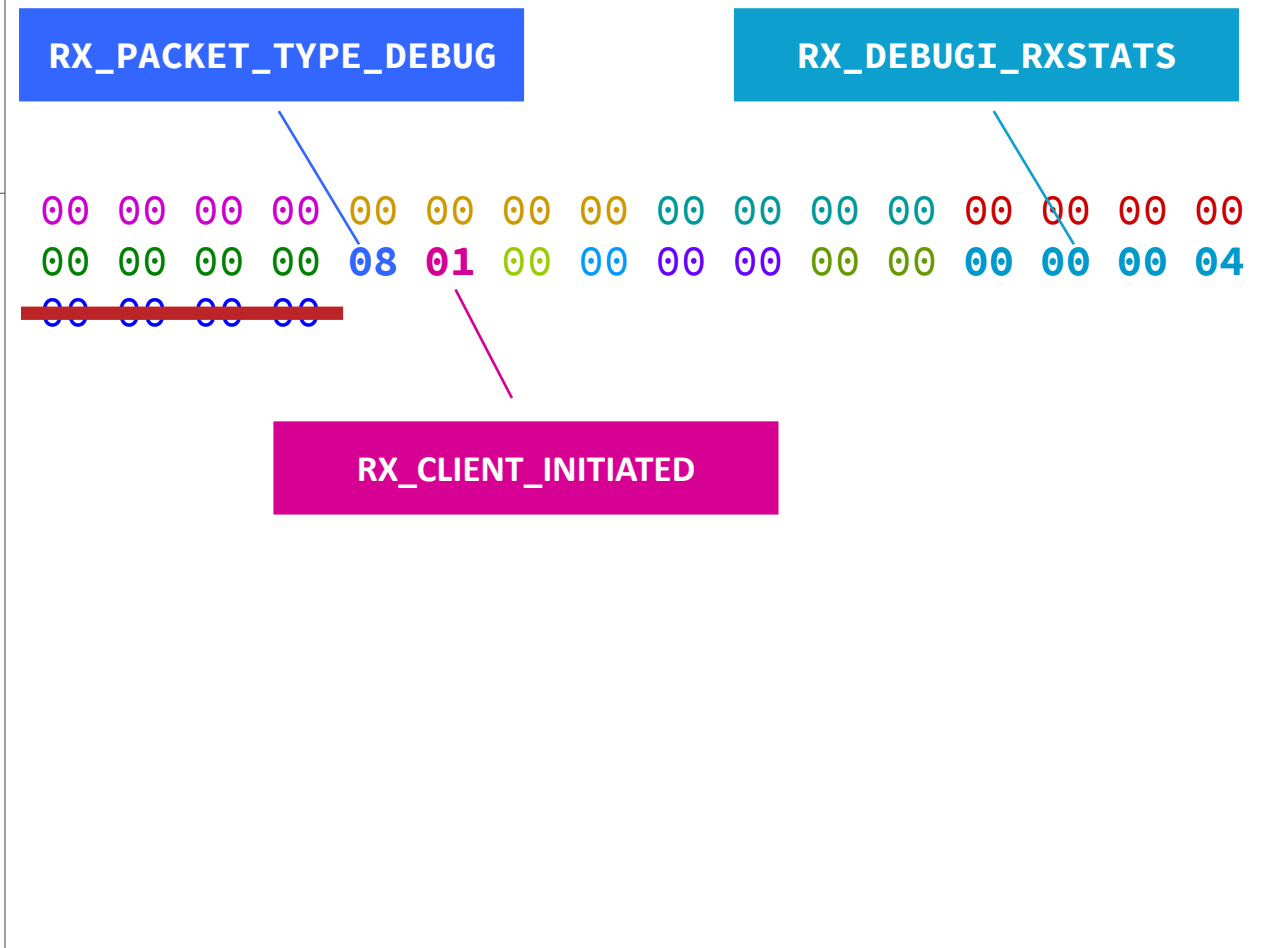 RX_PACKET_TYPE_DEBUG
RX_DEBUGI_RXSTATS
00 00 00 00 00 00 00 00 00 00 00 00 00 00 00 00
00 00 00 00 08 01 00 00 00 00 00 00 00 00 00 04
00 00 00 00
RX_CLIENT_INITIATED